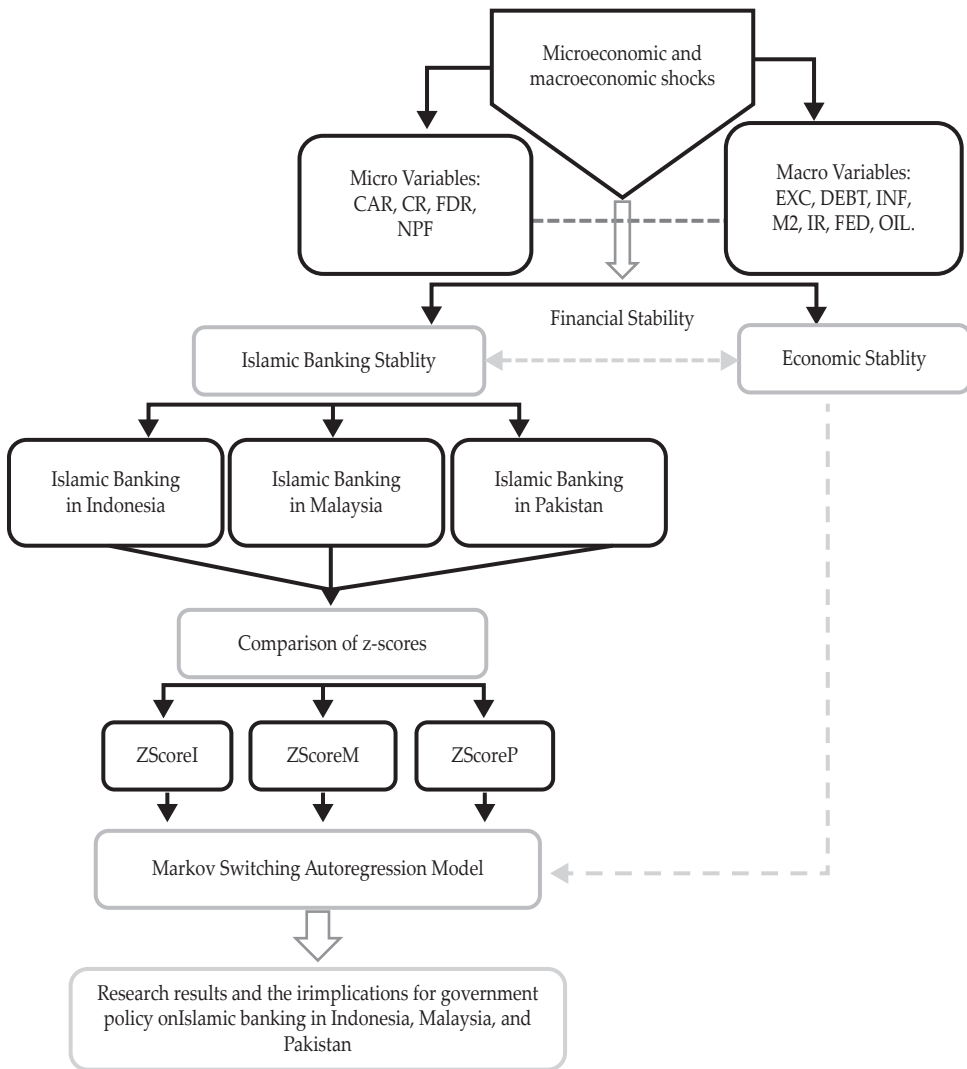 Microeconomic and
macroeconomic shocks
Micro Variables:
CAR, CR, FDR,
NPF
Macro Variables:
EXC, DEBT, INF,
M2, IR, FED, OIL.
Financial Stability
Islamic Banking Stablity
Economic Stablity
Islamic Banking
in Indonesia
Islamic Banking
in Malaysia
Islamic Banking
in Pakistan
Comparison of z-scores
ZScoreI
ZScoreM
ZScoreP
Markov Switching Autoregression Model
Research results and the irimplications for government
policy onIslamic banking in Indonesia, Malaysia, and
Pakistan